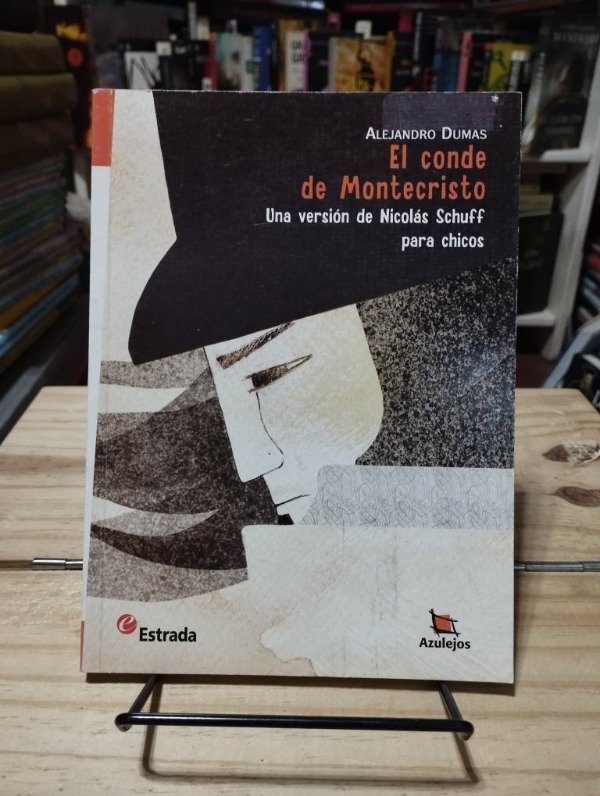 ALEJANDRO DUMAS
El conde
de Montecristo
Una versión de Nicolás Schuff
para chicos
Estrada
Azulejos